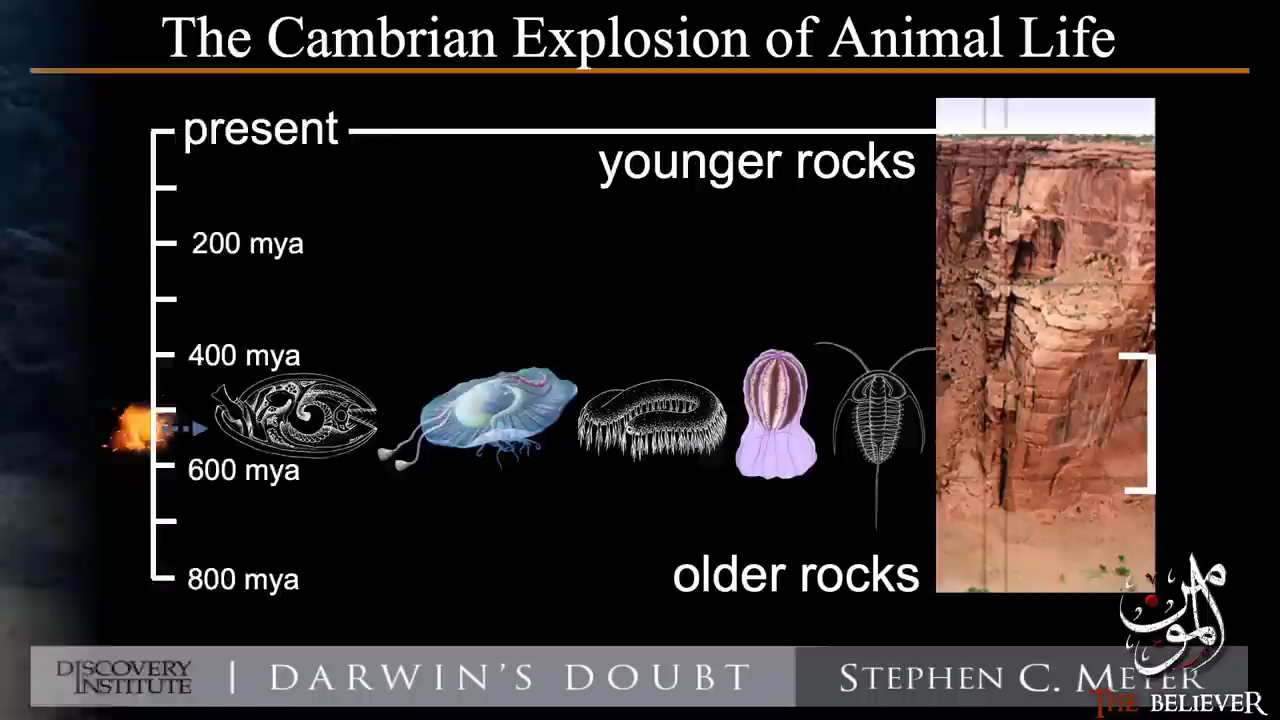 The Cambrian Explosion of Animal Life
present
younger rocks
200 mya
400 mya
600 mya
older rocks
800 mya
DISCOVERY
INSTITUTE
DARWIN'S DOUBT
STEPHEN C. MEYER
المؤمن
THE BELIEVER